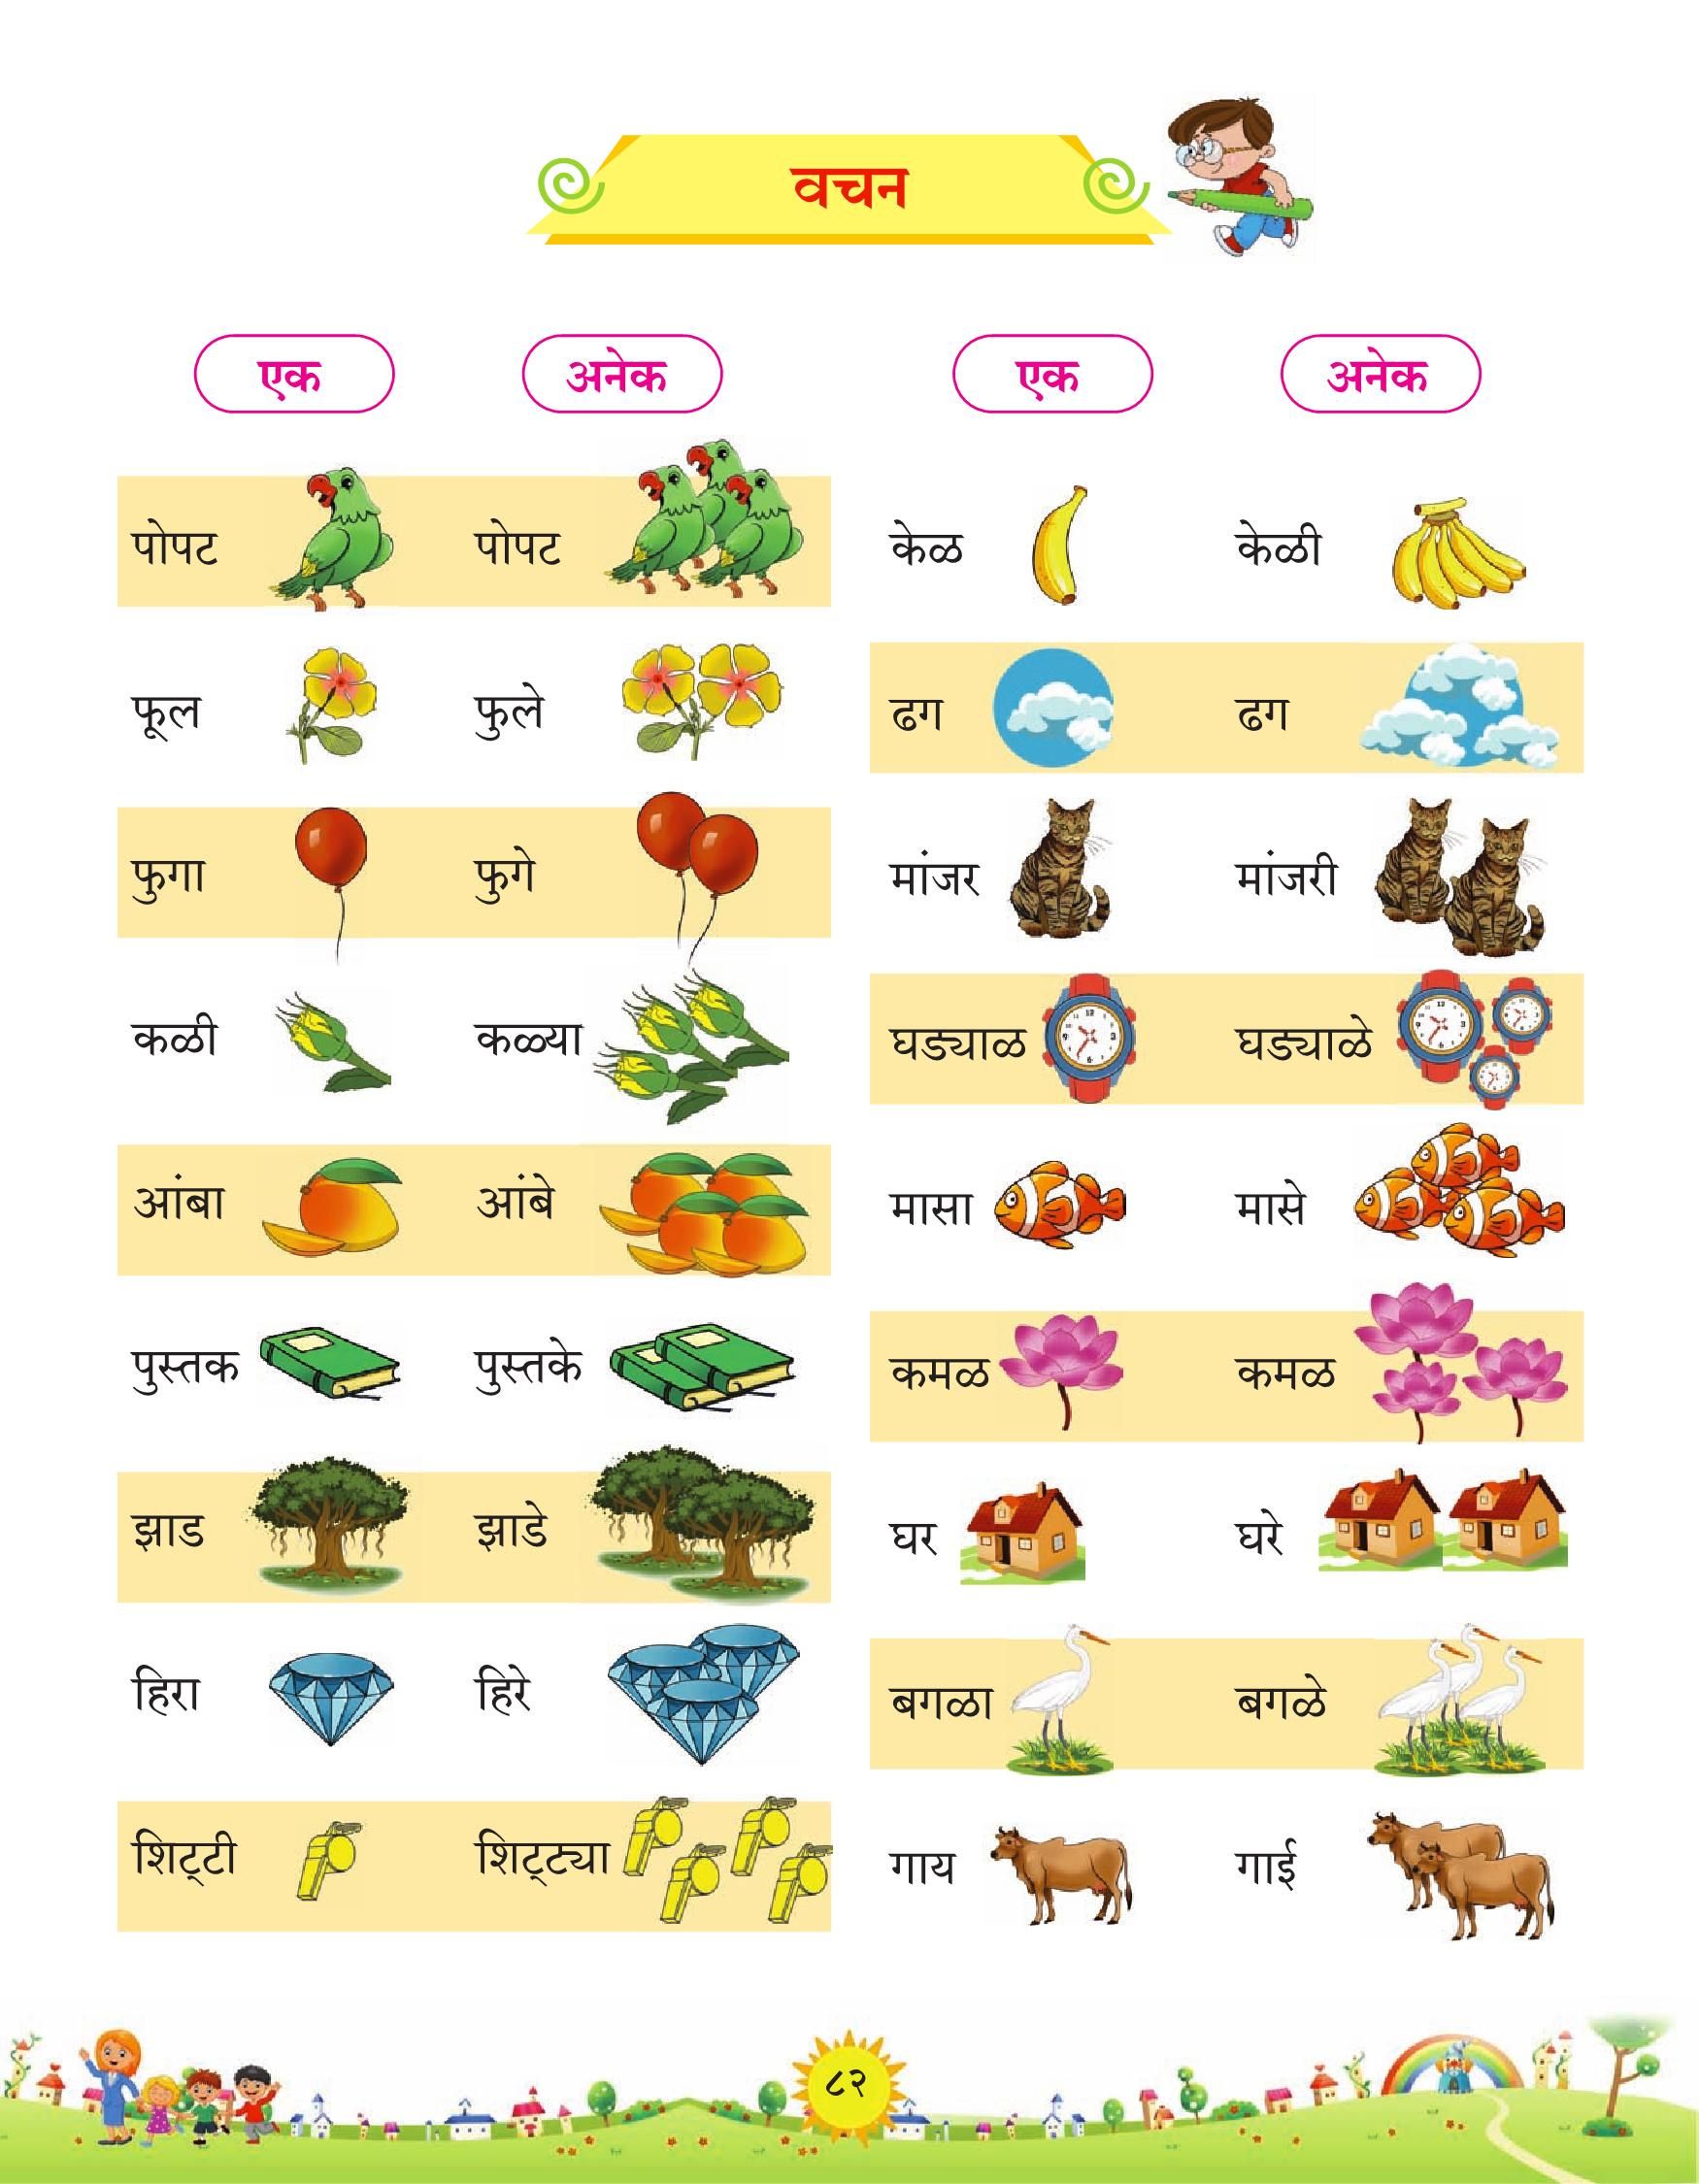 वचन
एक अनेक एक अनेक
पोपट पोपट केळ केळी
फूल फुले ढग ढग
फुगा फुगे मांजर मांजरी
कळी कळ्या घड्याळ घड्याळे
आंबा आंबे मासा मासे
पुस्तक पुस्तके कमळ कमळ
झाड झाडे घर घरे
हिरा हिरे बगळा बगळे
शिट्‌टी शिट्‌ट्या गाय गाई
८२